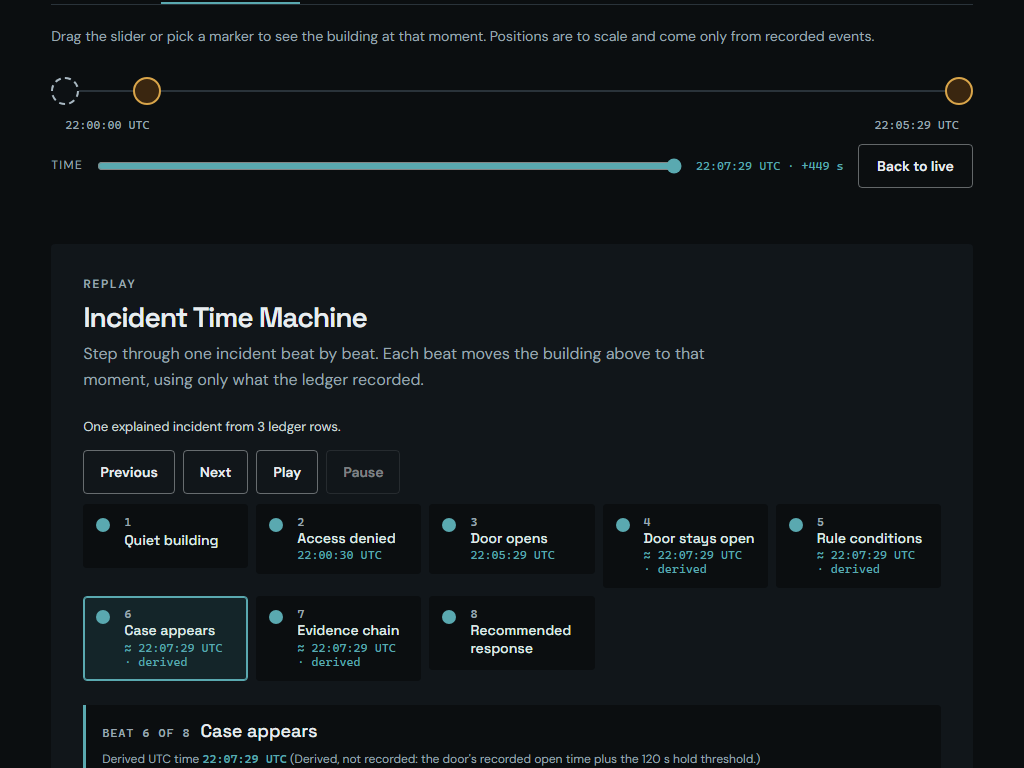 Drag the slider or pick a marker to see the building at that moment. Positions are to scale and come only from recorded events.
22:00:00 UTC
22:05:29 UTC
TIME
22:07:29 UTC · +449 s
Back to live
REPLAY
Incident Time Machine
Step through one incident beat by beat. Each beat moves the building above to that
moment, using only what the ledger recorded.
One explained incident from 3 ledger rows.
Previous
Next
Play
Pause
1
Quiet building
2
Access denied
22:00:30 UTC
3
Door opens
22:05:29 UTC
4
Door stays open
≈ 22:07:29 UTC
· derived
5
Rule conditions
≈ 22:07:29 UTC
· derived
6
Case appears
≈ 22:07:29 UTC
· derived
7
Evidence chain
≈ 22:07:29 UTC
· derived
8
Recommended
response
BEAT 6 OF 8 Case appears
Derived UTC time 22:07:29 UTC (Derived, not recorded: the door's recorded open time plus the 120 s hold threshold.)